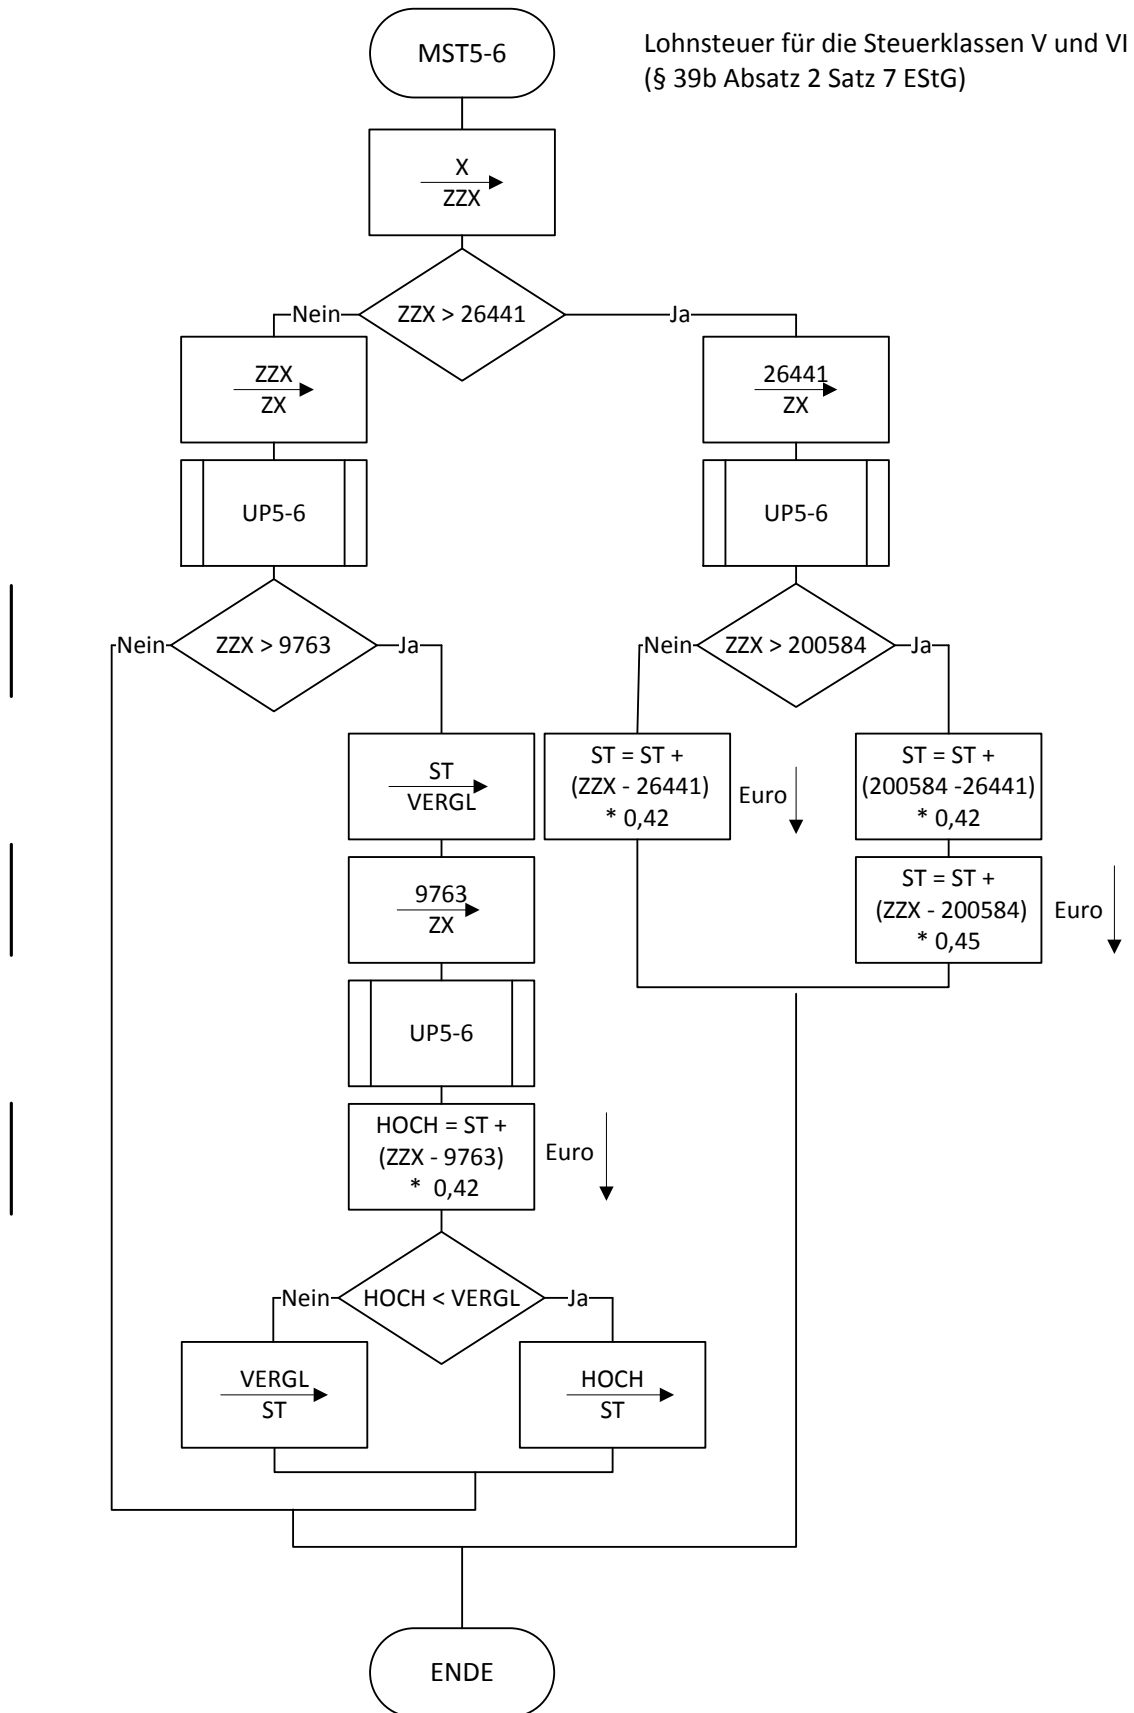 MST5-6
Lohnsteuer für die Steuerklassen V und VI
(§ 39b Absatz 2 Satz 7 EStG)
X
ZZX
Nein
ZZX > 26441
Ja
ZZX
ZX
26441
ZX
UP5-6
UP5-6
Nein
ZZX > 9763
Ja
Nein
ZZX > 200584
Ja
ST
VERGL
ST = ST +
(ZZX - 26441)
* 0,42
Euro
ST = ST +
(200584 -26441)
* 0,42
9763
ZX
ST = ST +
(ZZX - 200584)
* 0,45
Euro
UP5-6
HOCH = ST +
(ZZX - 9763)
* 0,42
Euro
Nein
HOCH < VERGL
Ja
VERGL
ST
HOCH
ST
ENDE